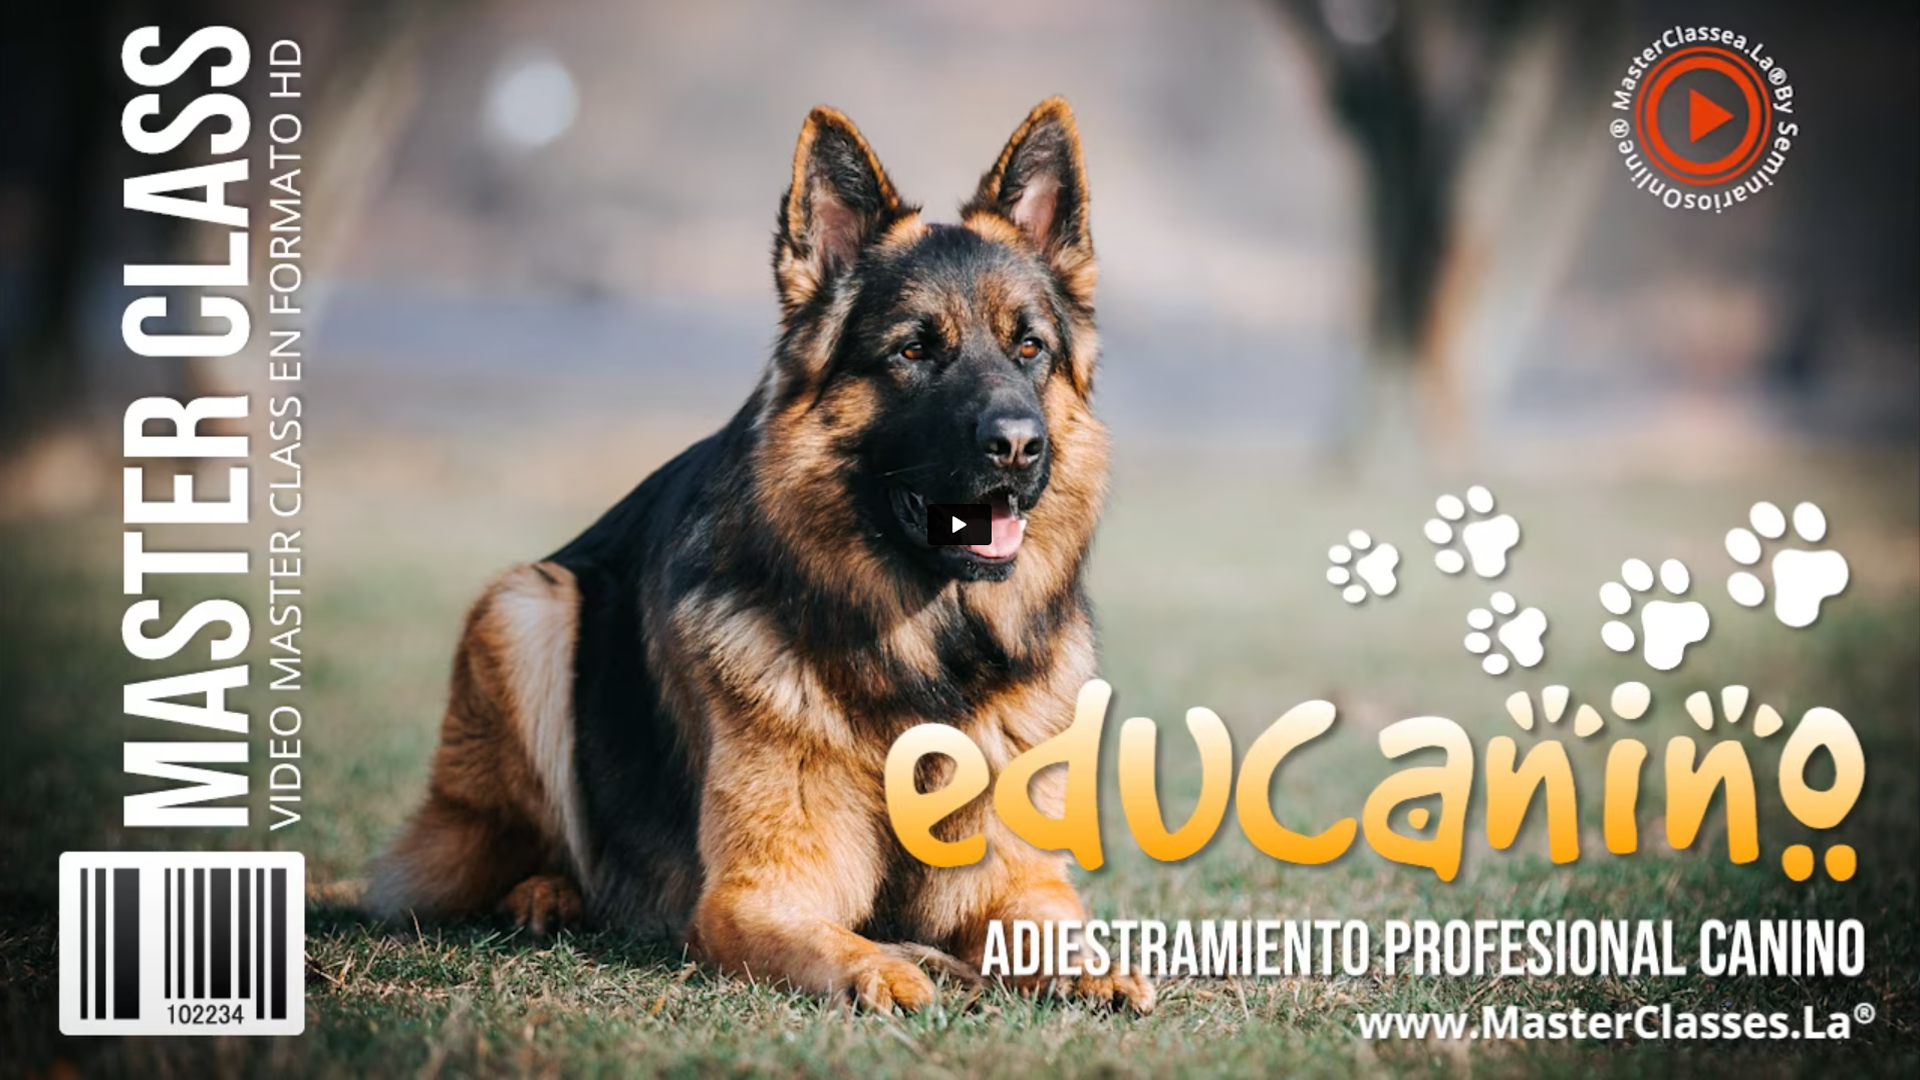 MASTER CLASS
VIDEO MASTER CLASS EN FORMATO HD
MasterClassea.La®By SeminariosOnline®
educanino
ADIESTRAMIENTO PROFESIONAL CANINO
www.MasterClasses.La®
102234